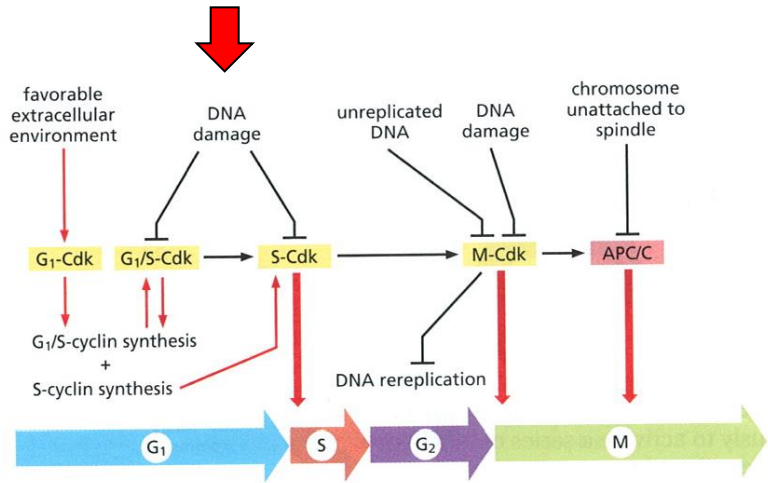 favorable
extracellular
environment
DNA
damage
unreplicated
DNA
DNA
damage
chromosome
unattached to
spindle
G₁-Cdk
G₁/S-Cdk
S-Cdk
M-Cdk
APC/C
G₁/S-cyclin synthesis
+
S-cyclin synthesis
DNA rereplication
G₁
S
G₂
M